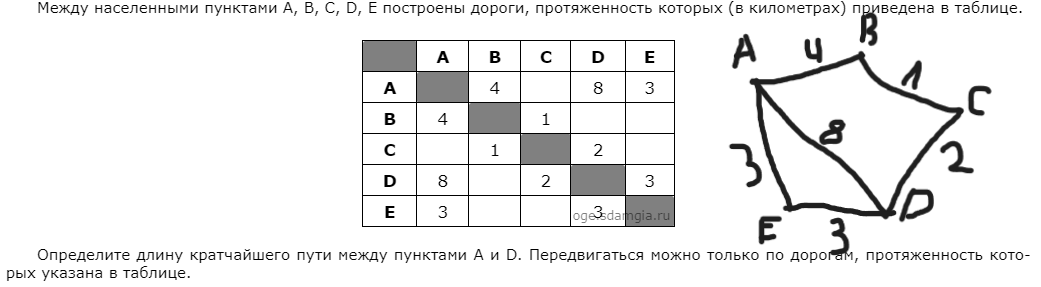 Между населенными пунктами A, B, C, D, E построены дороги, протяженность которых (в километрах) приведена в таблице.
A B C D E
A 4 8 3
B 4 1
C 1 2
D 8 2 3
E 3 3
oge.sdamgia.ru
A 4 B
1
C
8
3 2
E D
3
Определите длину кратчайшего пути между пунктами A и D. Передвигаться можно только по дорогам, протяженность кото-
рых указана в таблице.